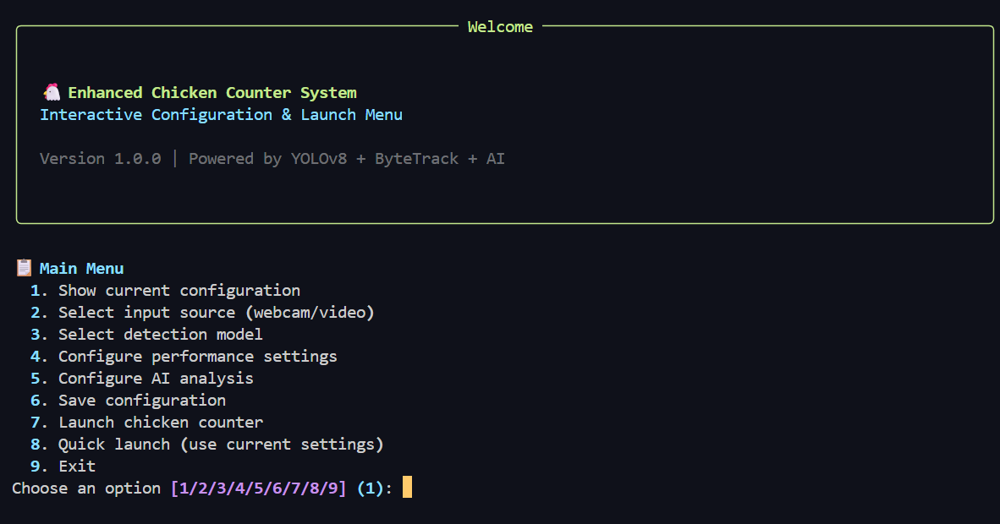 Welcome
🐔 Enhanced Chicken Counter System
Interactive Configuration & Launch Menu
Version 1.0.0 | Powered by YOLOv8 + ByteTrack + AI
📋 Main Menu
1. Show current configuration
2. Select input source (webcam/video)
3. Select detection model
4. Configure performance settings
5. Configure AI analysis
6. Save configuration
7. Launch chicken counter
8. Quick launch (use current settings)
9. Exit
Choose an option [1/2/3/4/5/6/7/8/9] (1):